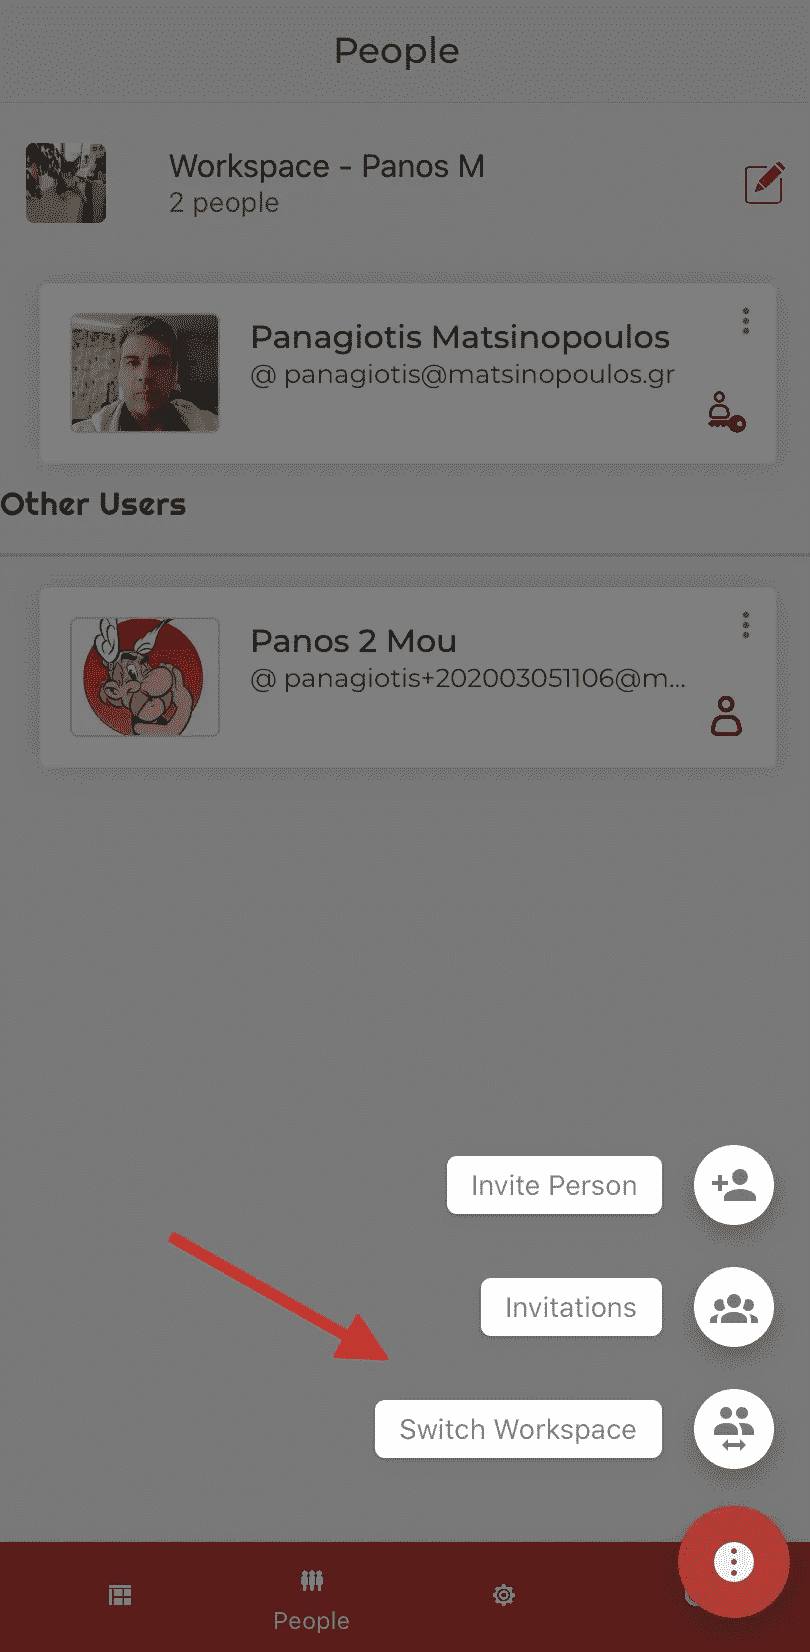 People
Workspace - Panos M
2 people
Panagiotis Matsinopoulos
@ panagiotis@matsinopoulos.gr
Other Users
Panos 2 Mou
@ panagiotis+202003051106@m...
Invite Person
Invitations
Switch Workspace
People